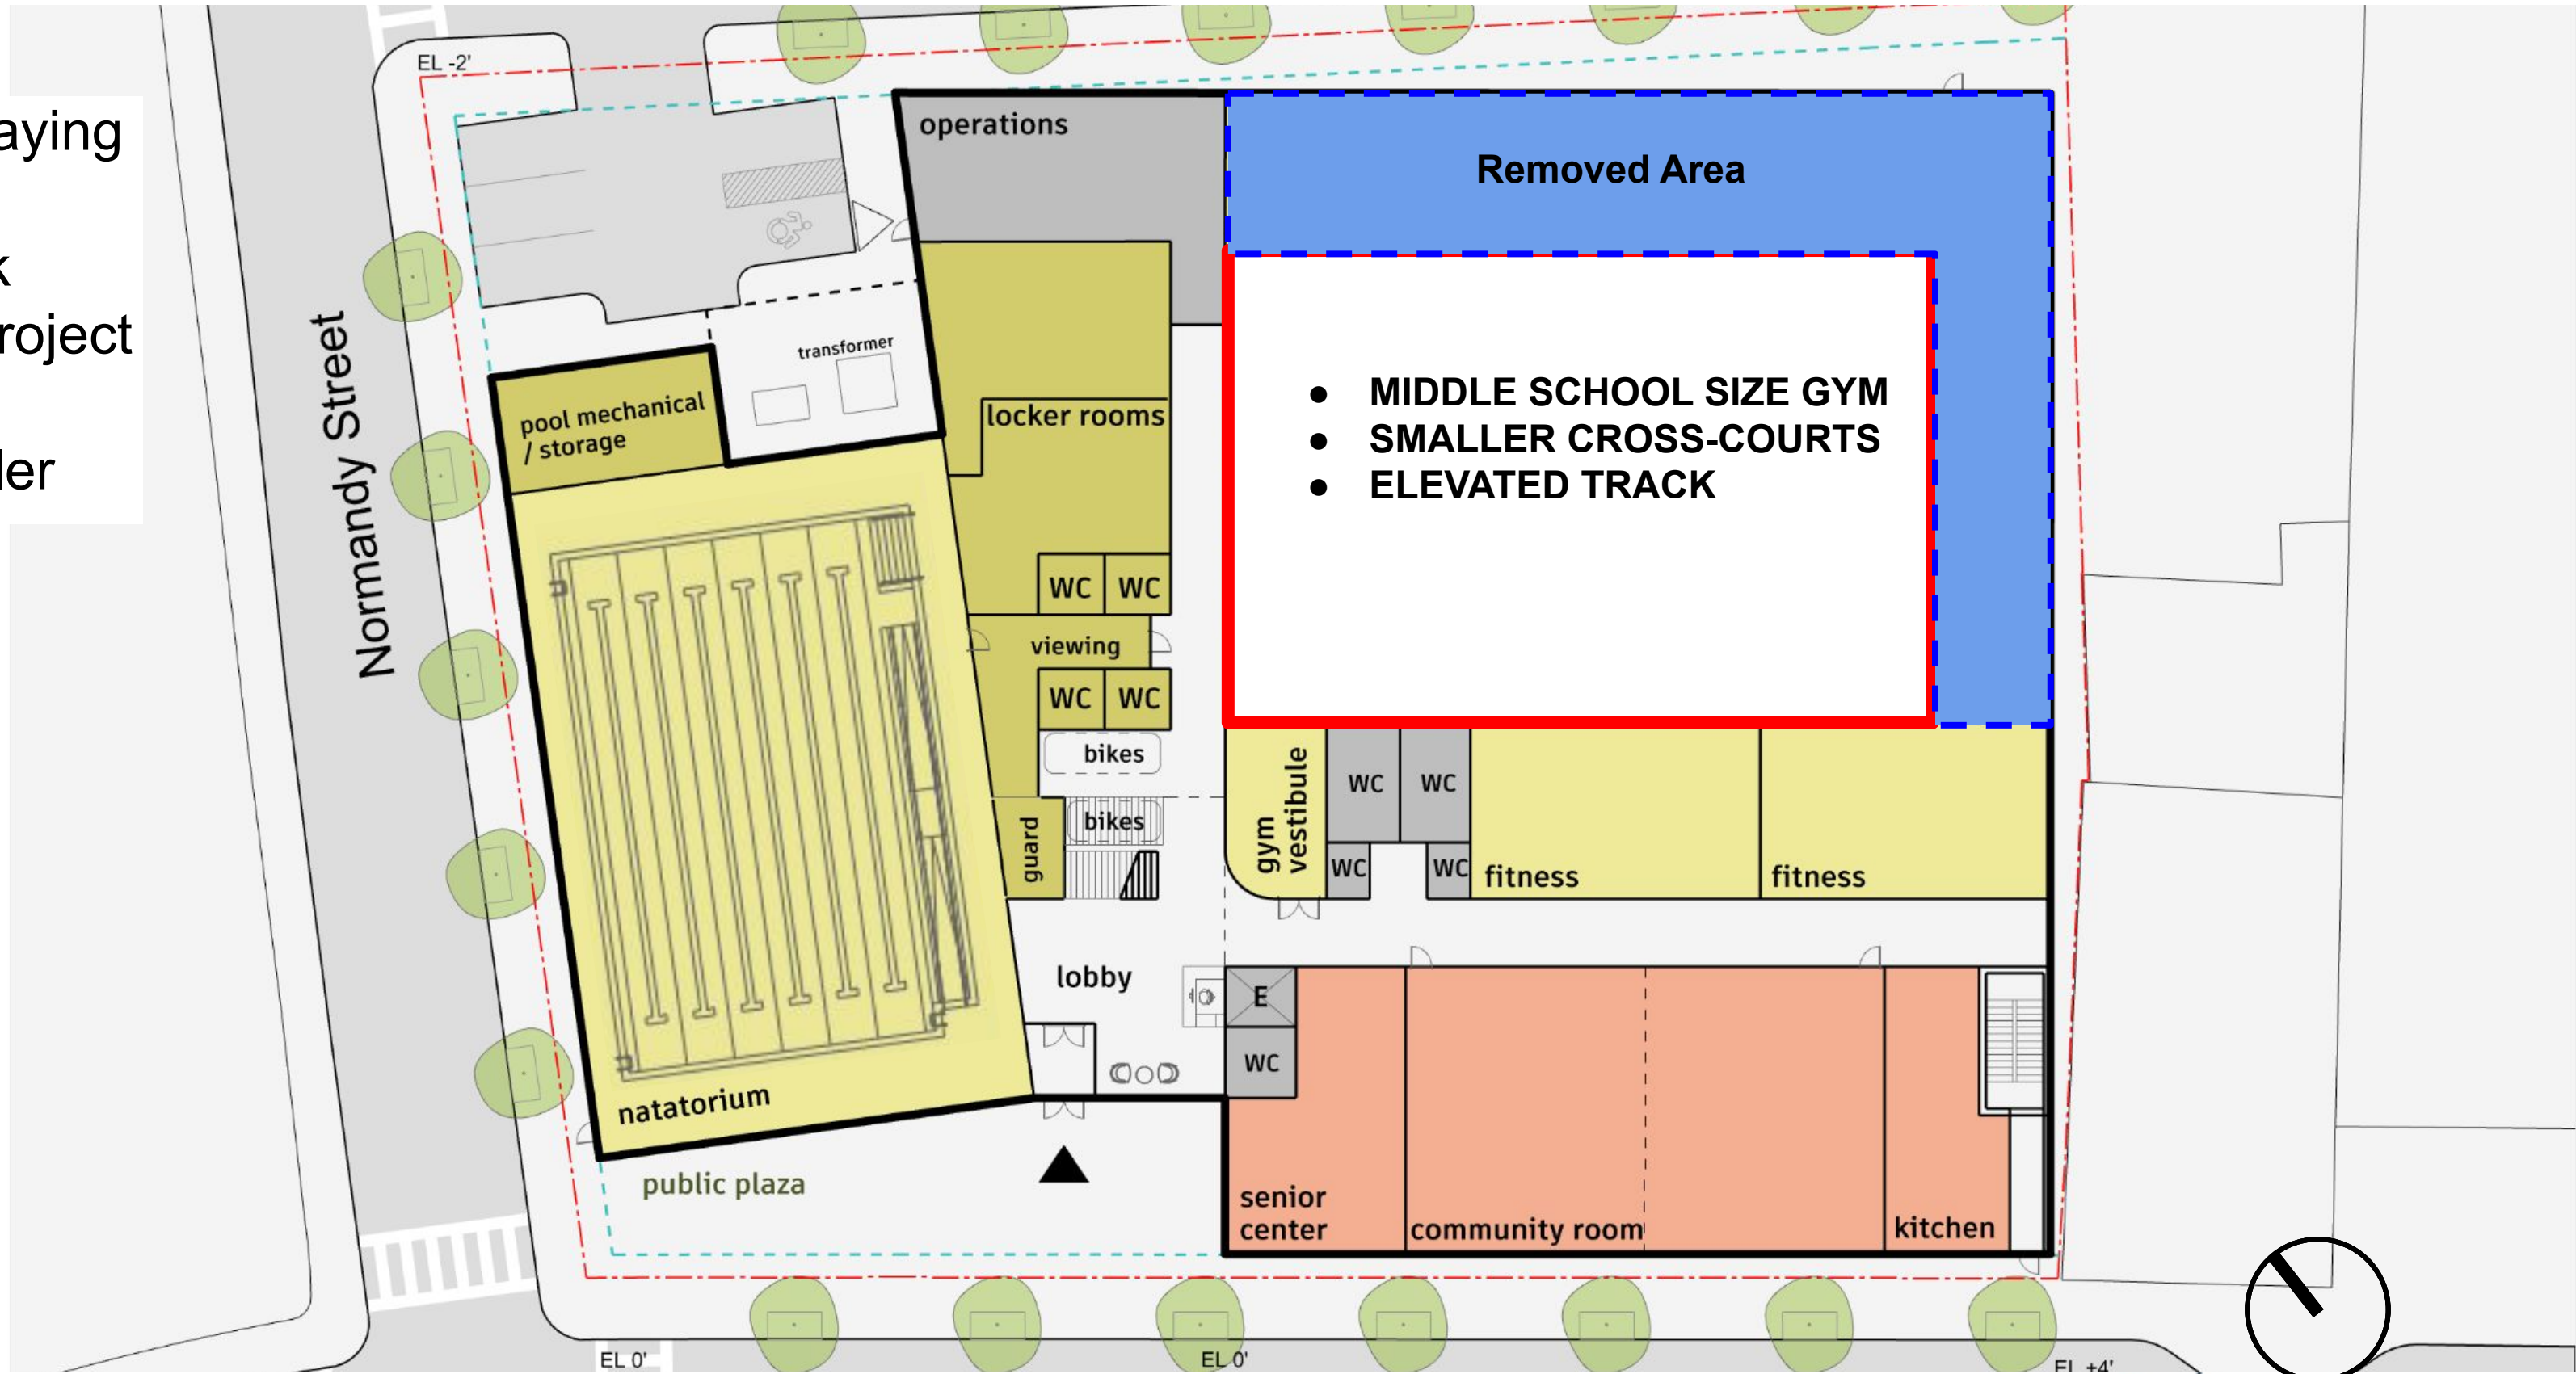 EL -2'
aying
k
roject
ler
Normandy Street
operations
Removed Area
transformer
pool mechanical
/ storage
locker rooms
● MIDDLE SCHOOL SIZE GYM
● SMALLER CROSS-COURTS
● ELEVATED TRACK
WC WC
viewing
WC WC
bikes
bikes
guard
gym
vestibule
WC WC
WC WC
fitness
fitness
lobby
E
WC
natatorium
public plaza
senior
center
community room
kitchen
EL 0'
EL 0'
EL +4'